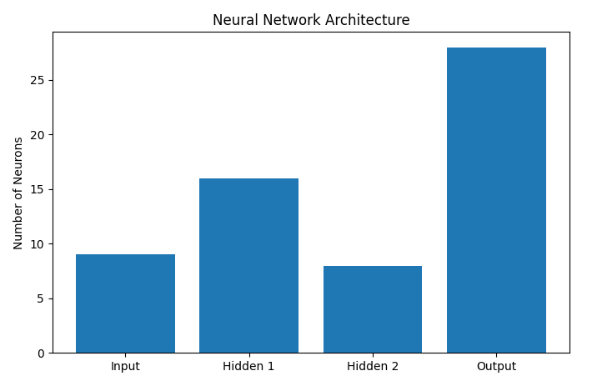 Neural Network Architecture
Number of Neurons
25
20
15
10
5
0
Input Hidden 1 Hidden 2 Output